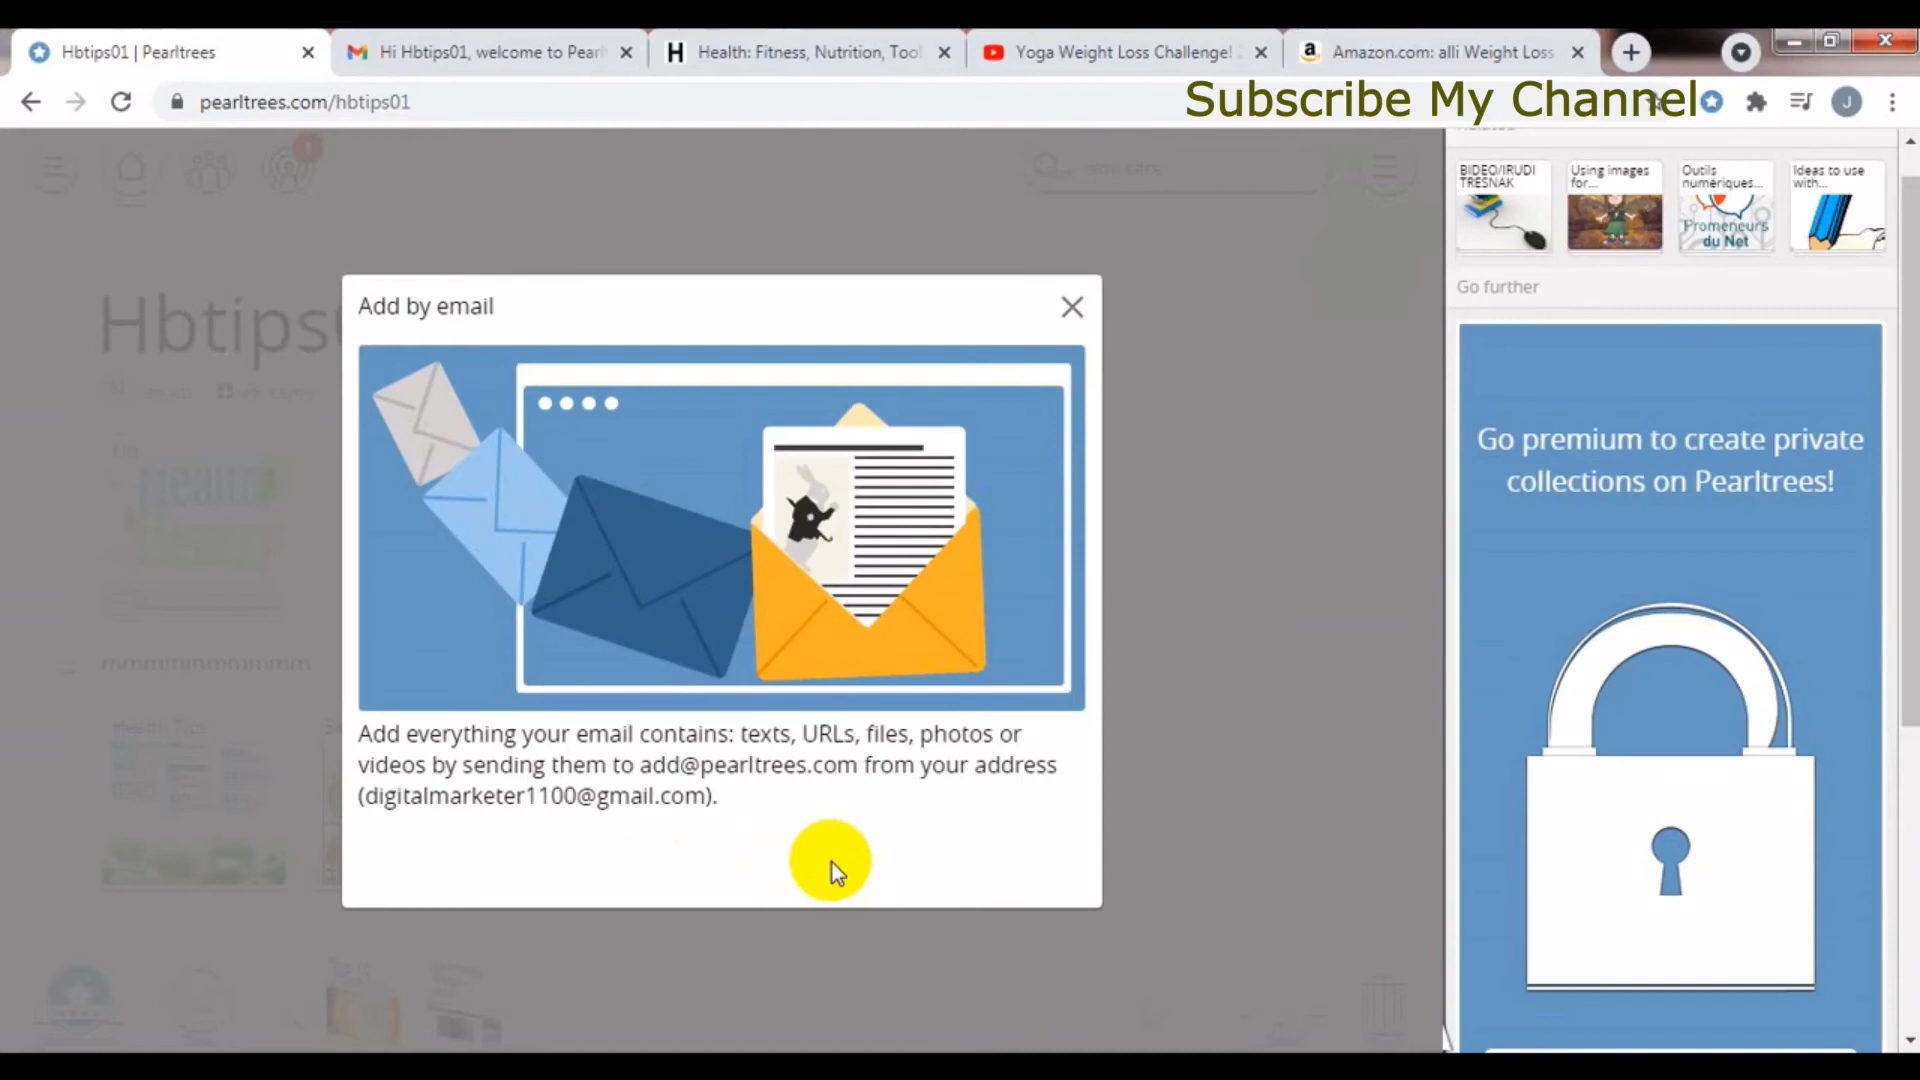 Hbtips01 | Pearltrees
Hi Hbtips01, welcome to Pearl
Health: Fitness, Nutrition, Tool
Yoga Weight Loss Challenge!
Amazon.com: alli Weight Loss
pearltrees.com/hbtips01
Subscribe My Channel
J
BIDEO/IRUDI TRESNAK
Using images for...
Outils numériques...
Ideas to use with...
Promeneurs du Net
Go further
Hbtips0
Add by email
Go premium to create private
collections on Pearltrees!
Add everything your email contains: texts, URLs, files, photos or
videos by sending them to add@pearltrees.com from your address
(digitalmarketer1100@gmail.com).
Health Tips